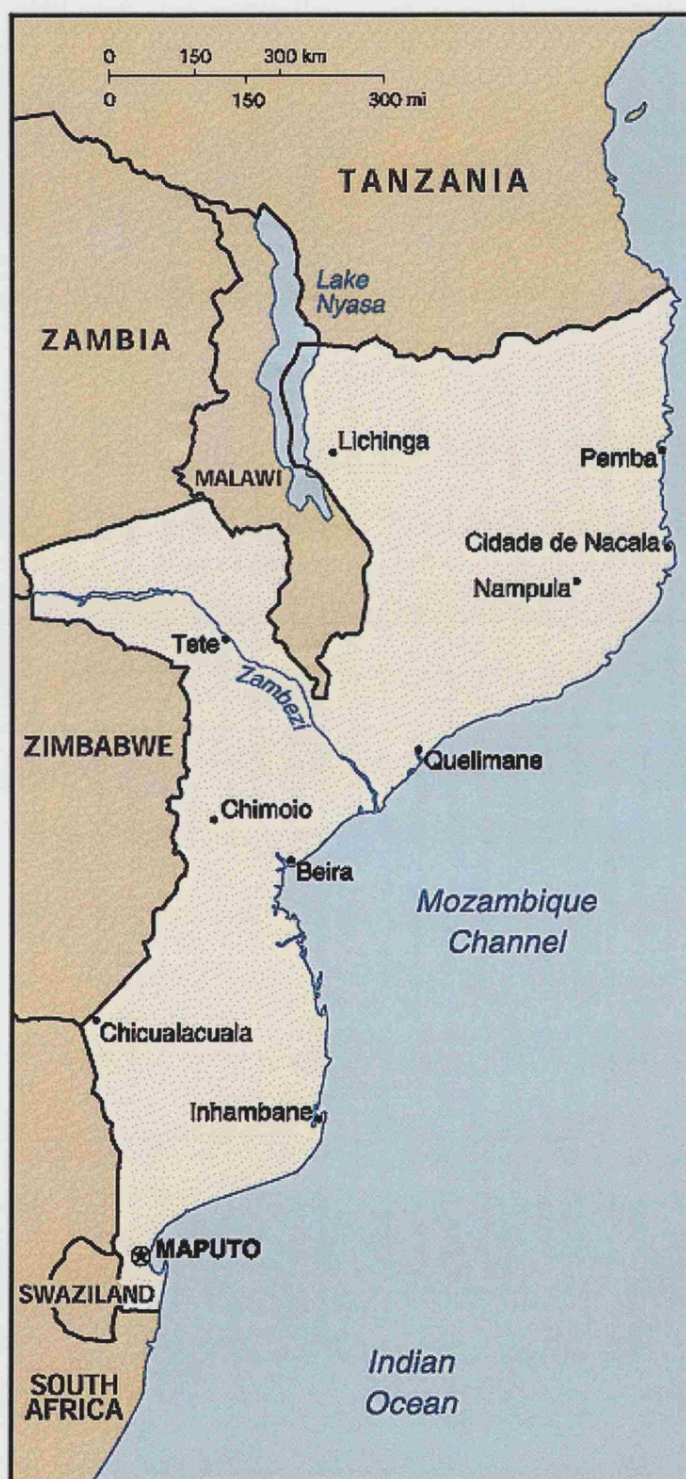 0 150 300 km
0 150 300 mi
TANZANIA
Lake
Nyasa
ZAMBIA
Lichinga
Pemba
MALAWI
Cidade de Nacala
Nampula
Tete
Zambezi
ZIMBABWE
Quelimane
Chimoio
Beira
Mozambique
Channel
Chicualacuala
Inhambane
MAPUTO
SWAZILAND
Indian
Ocean
SOUTH
AFRICA